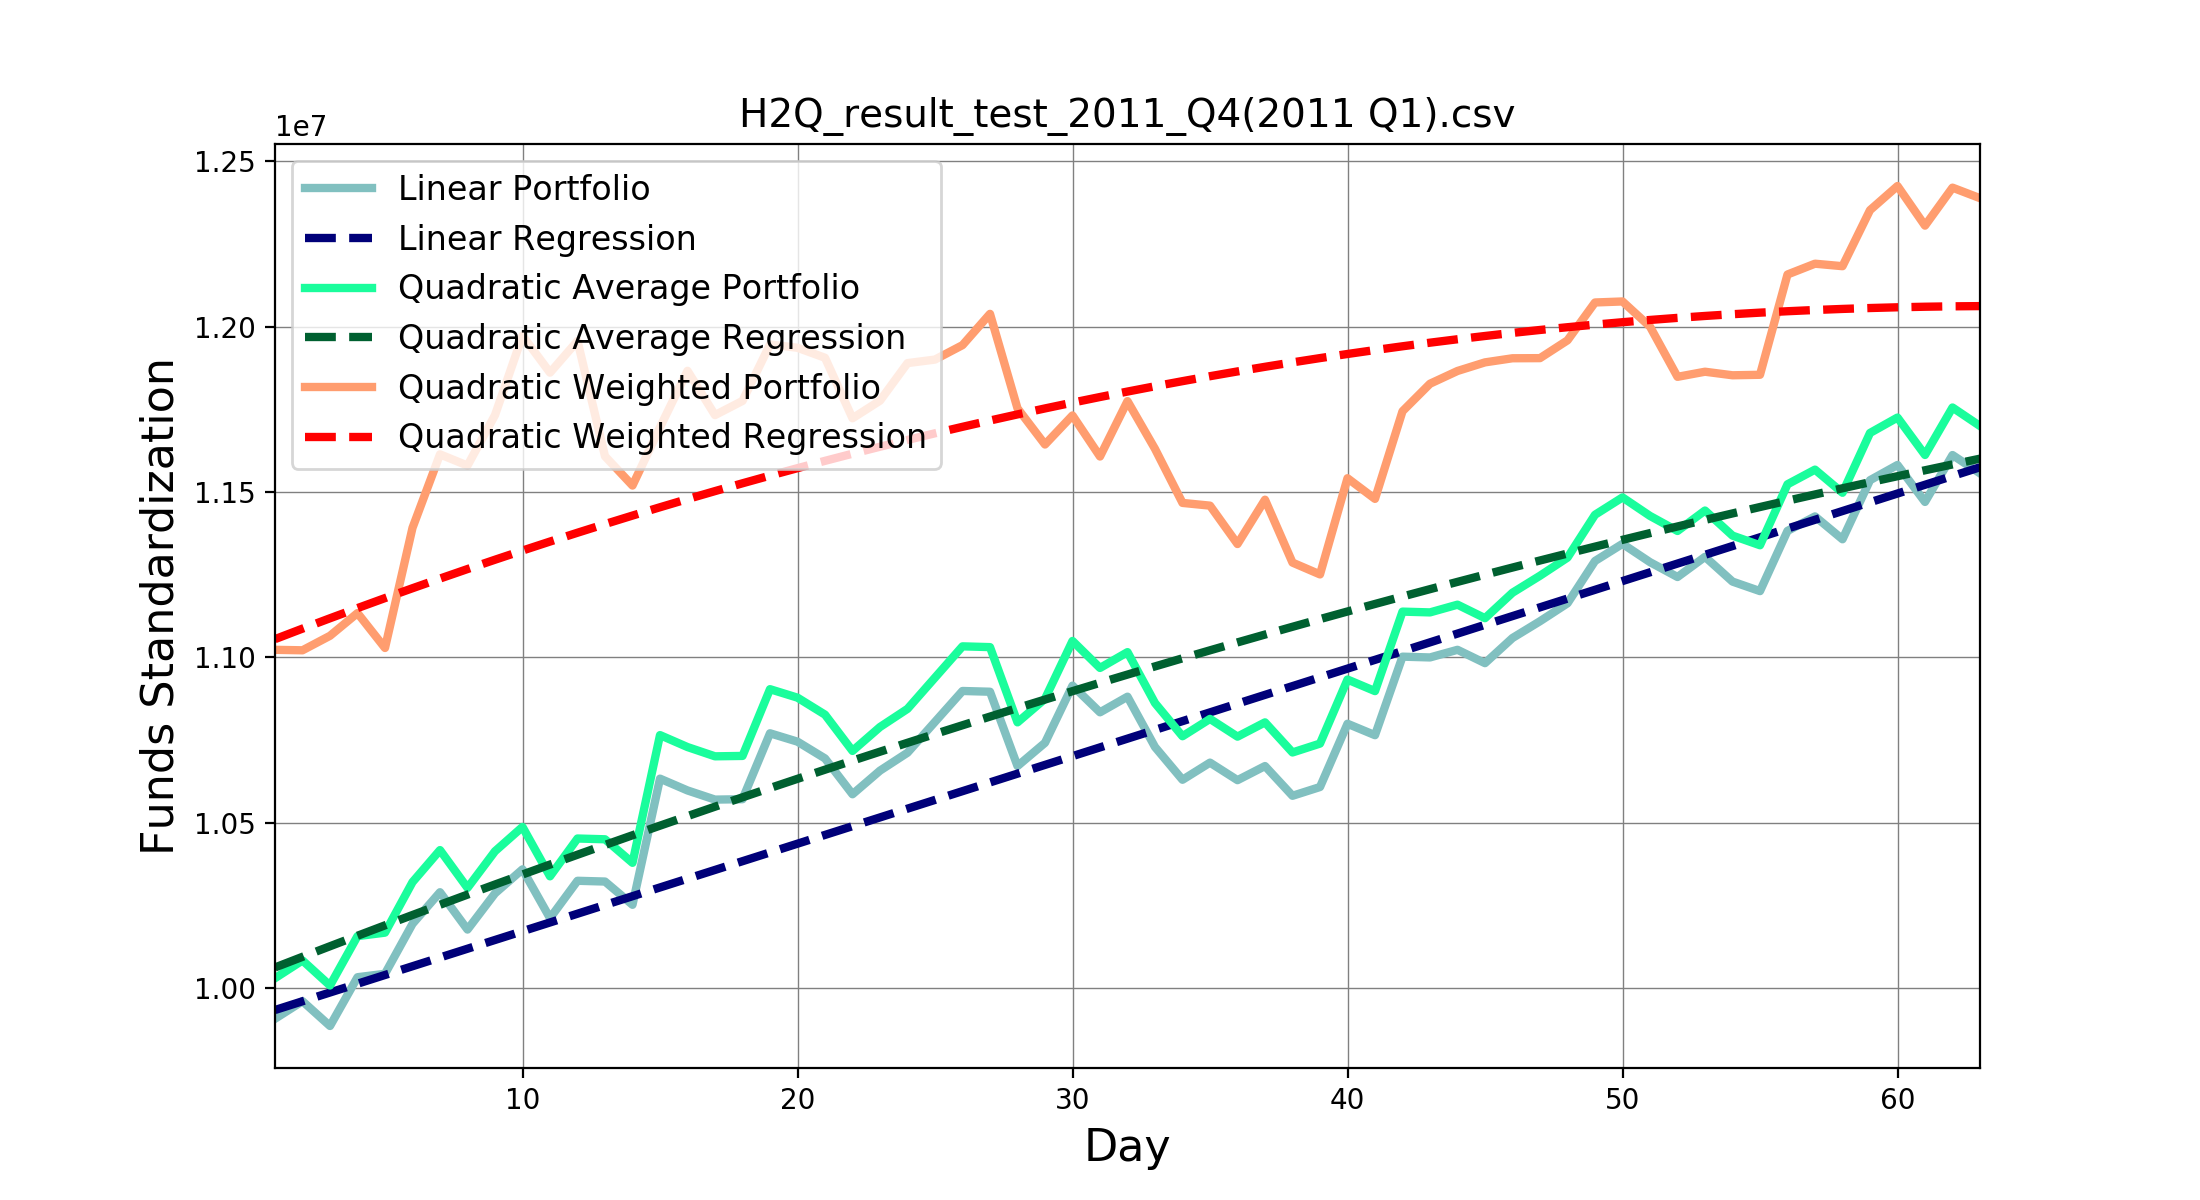 H2Q_result_test_2011_Q4(2011 Q1).csv
1e7
1.25
1.20
1.15
1.10
1.05
1.00
Funds Standardization
Linear Portfolio
Linear Regression
Quadratic Average Portfolio
Quadratic Average Regression
Quadratic Weighted Portfolio
Quadratic Weighted Regression
10 20 30 40 50 60
Day